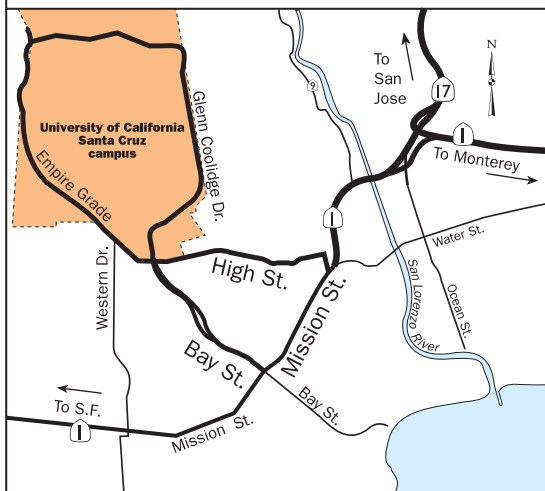 To
San
Jose
N
9
17
1
To Monterey
University of California
Santa Cruz
campus
Glenn Coolidge Dr.
Empire Grade
1
Water St.
High St.
Western Dr.
Mission St.
San Lorenzo
River
Ocean St.
Bay St.
Bay St.
To S.F.
1
Mission St.